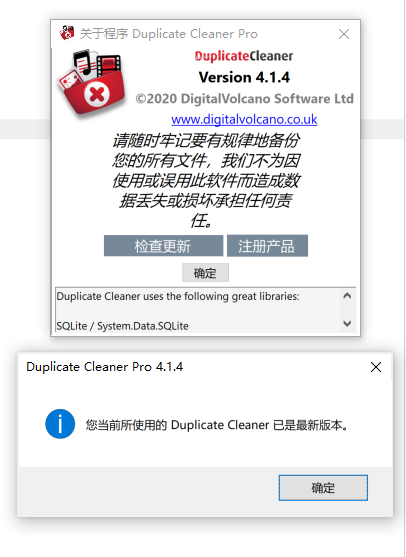 关于程序 Duplicate Cleaner Pro
DuplicateCleaner
Version 4.1.4
©2020 DigitalVolcano Software Ltd
www.digitalvolcano.co.uk
请随时牢记要有规律地备份
您的所有文件，我们不为因
使用或误用此软件而造成数
据丢失或损坏承担任何责
任。
检查更新 注册产品
确定
Duplicate Cleaner uses the following great libraries:
SQLite / System.Data.SQLite
Duplicate Cleaner Pro 4.1.4
您当前所使用的 Duplicate Cleaner 已是最新版本。
确定